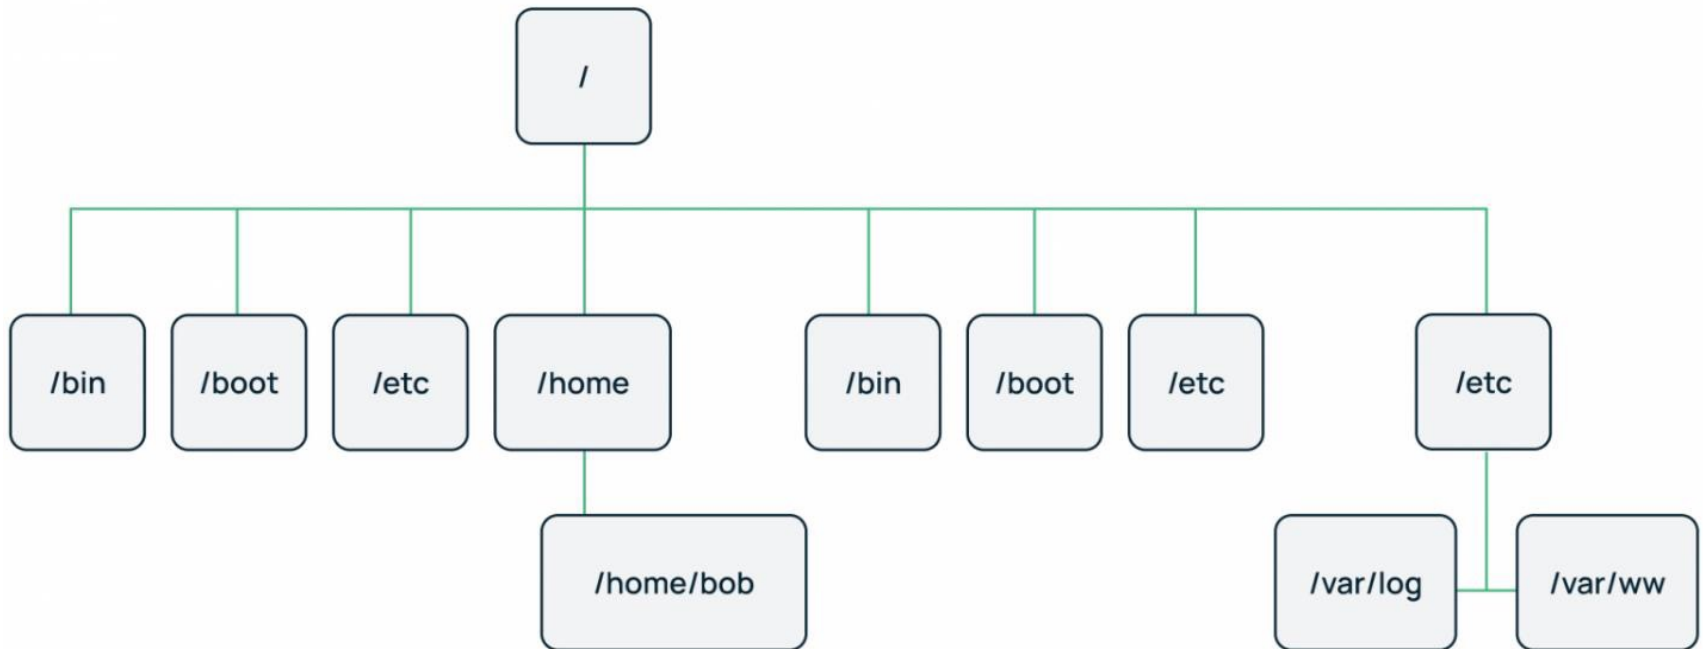 /
/bin
/boot
/etc
/home
/bin
/boot
/etc
/etc
/home/bob
/var/log
/var/ww